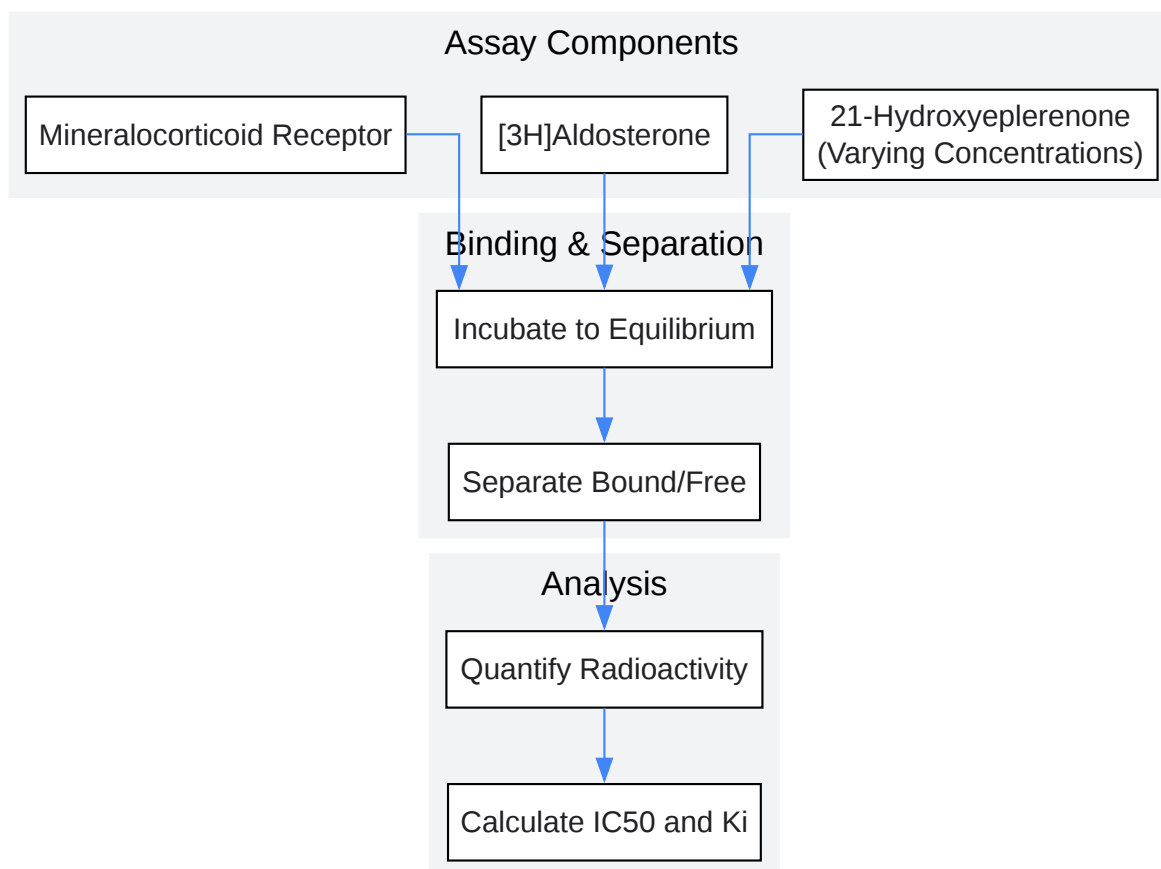 Assay Components
Mineralocorticoid Receptor
[3H]Aldosterone
21-Hydroxyeplerenone
(Varying Concentrations)
Binding & Separation
Incubate to Equilibrium
Separate Bound/Free
Analysis
Quantify Radioactivity
Calculate IC50 and Ki